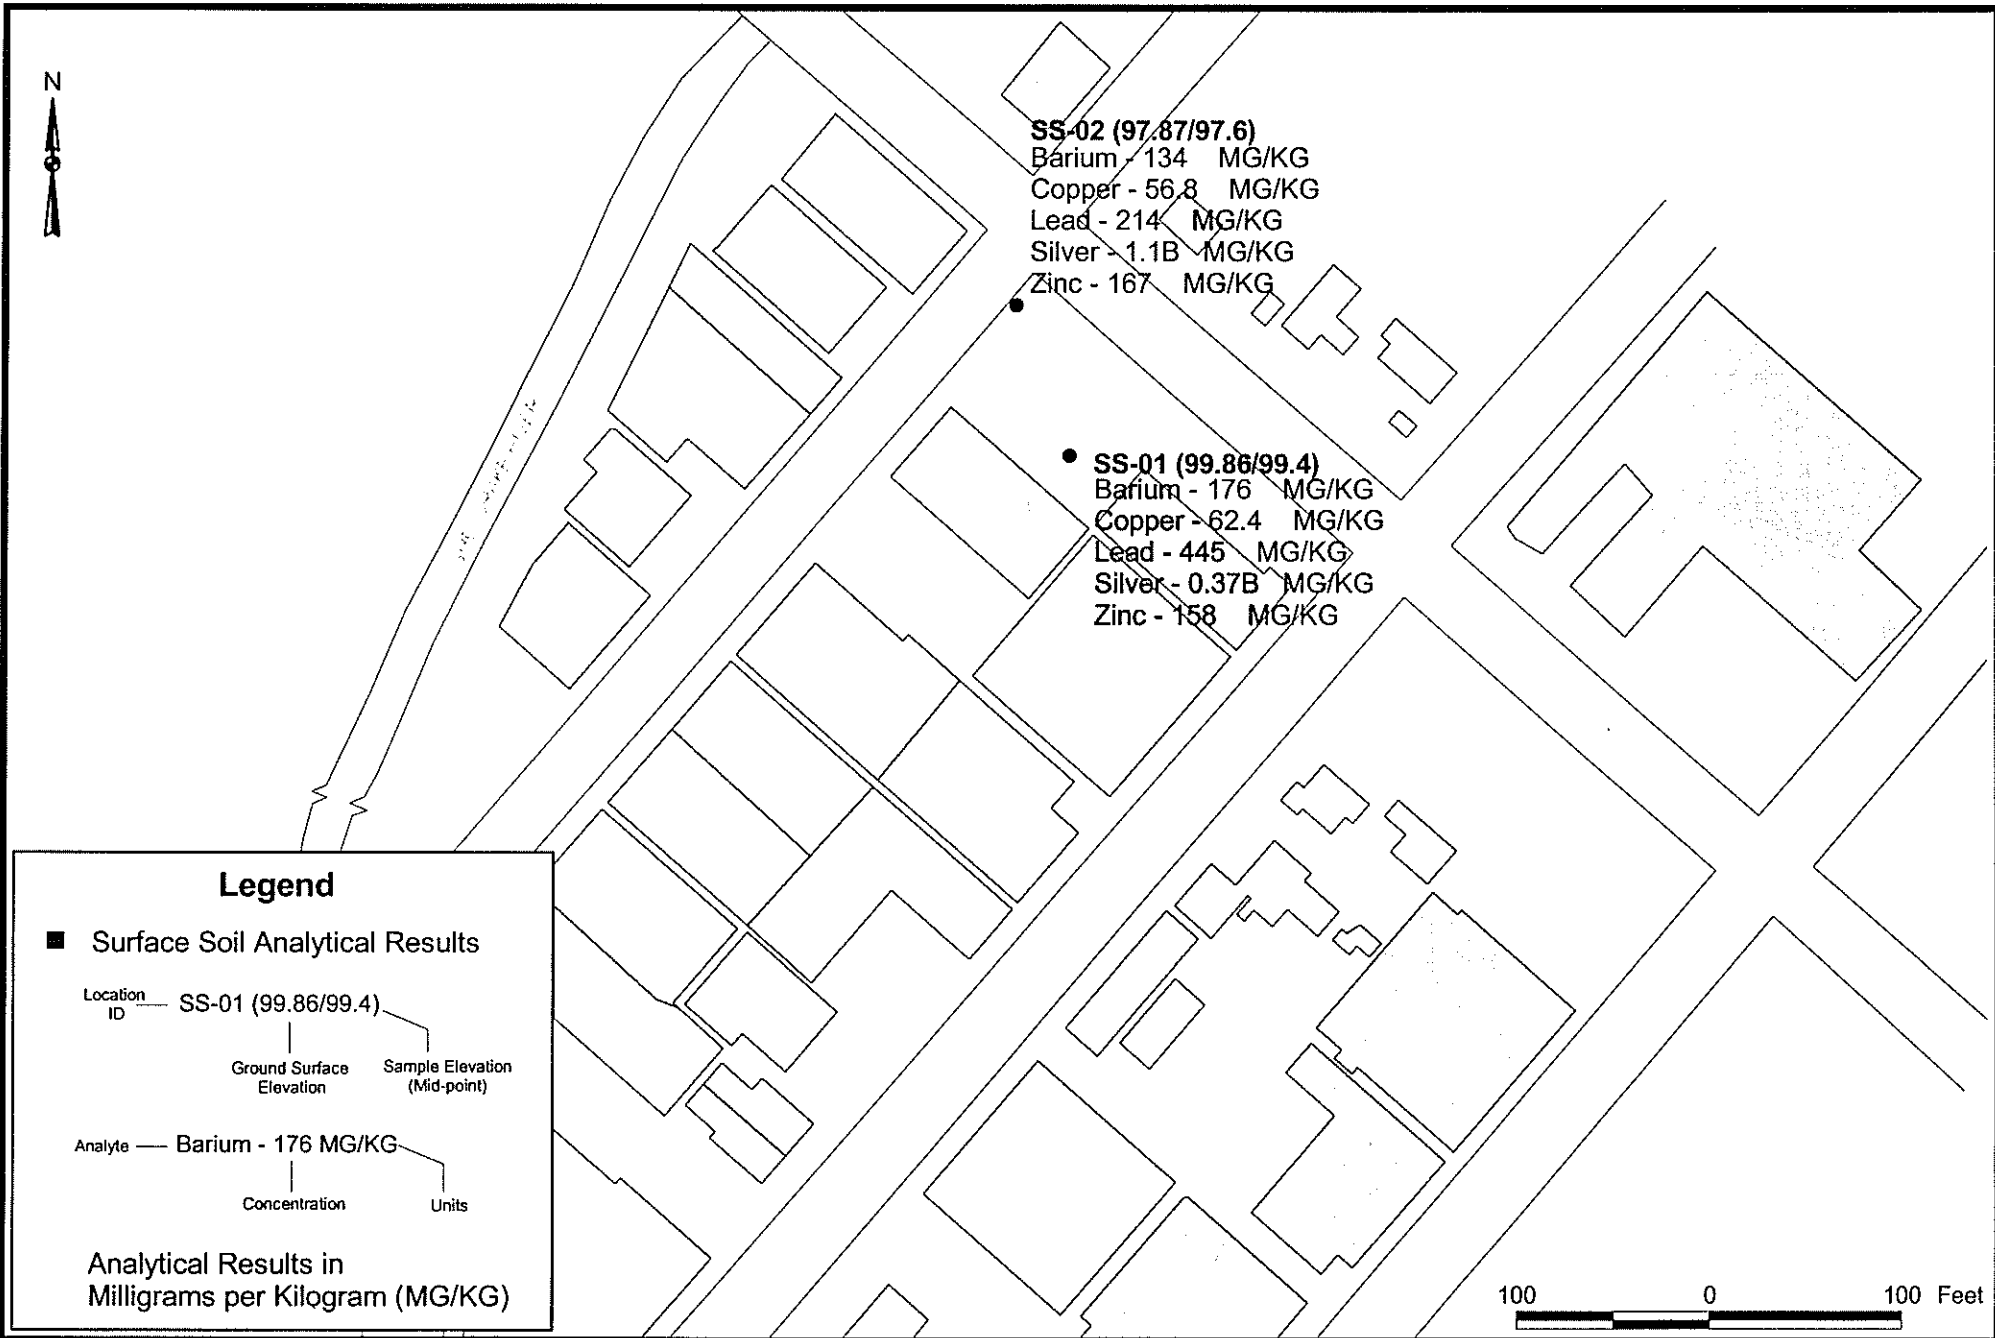 N
SS-02 (97.87/97.6)
Barium - 134 MG/KG
Copper - 56.8 MG/KG
Lead - 214 MG/KG
Silver - 1.1B MG/KG
Zinc - 167 MG/KG
SS-01 (99.86/99.4)
Barium - 176 MG/KG
Copper - 62.4 MG/KG
Lead - 445 MG/KG
Silver - 0.37B MG/KG
Zinc - 158 MG/KG
Legend
Surface Soil Analytical Results
Location
ID
SS-01 (99.86/99.4)
Ground Surface
Elevation
Sample Elevation
(Mid-point)
Analyte
Barium - 176 MG/KG
Concentration
Units
Analytical Results in
Milligrams per Kilogram (MG/KG)
100 0 100 Feet